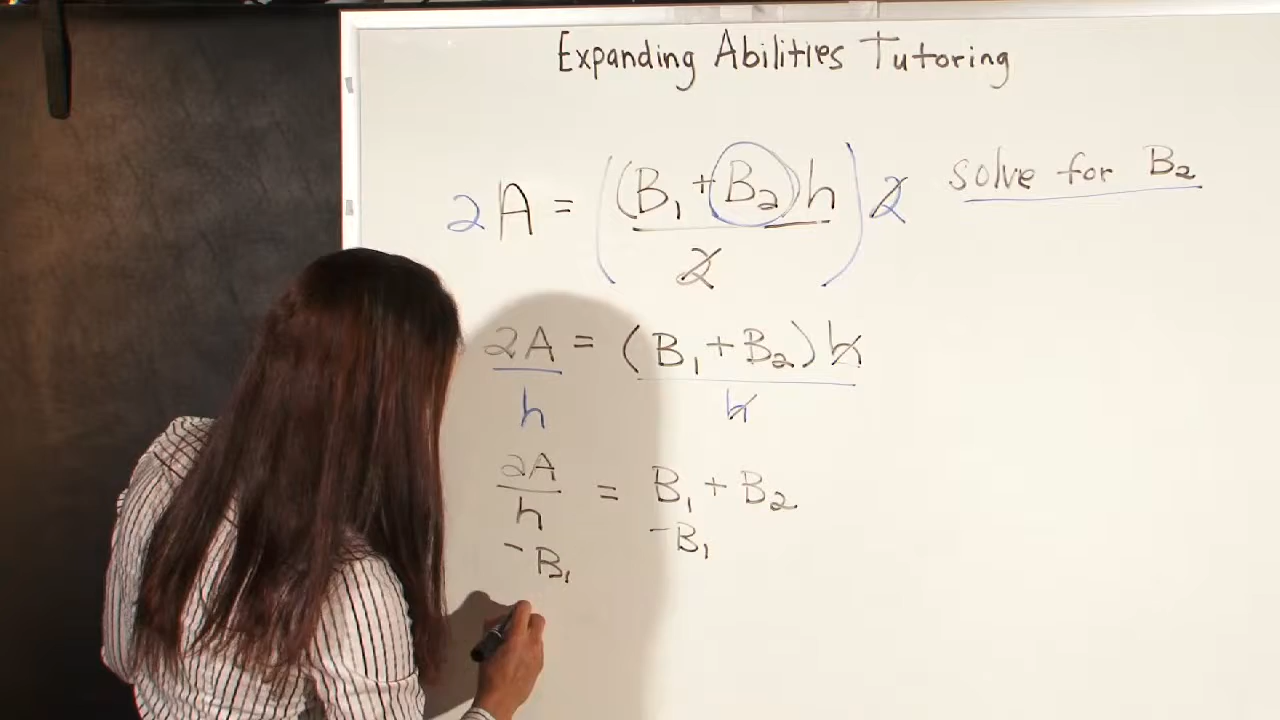 Expanding Abilities Tutoring
2A = ((B₁+B₂)h / 2) 2 solve for B₂
2A / h = (B₁+B₂)h / h
2A / h = B₁ + B₂
-B₁ -B₁